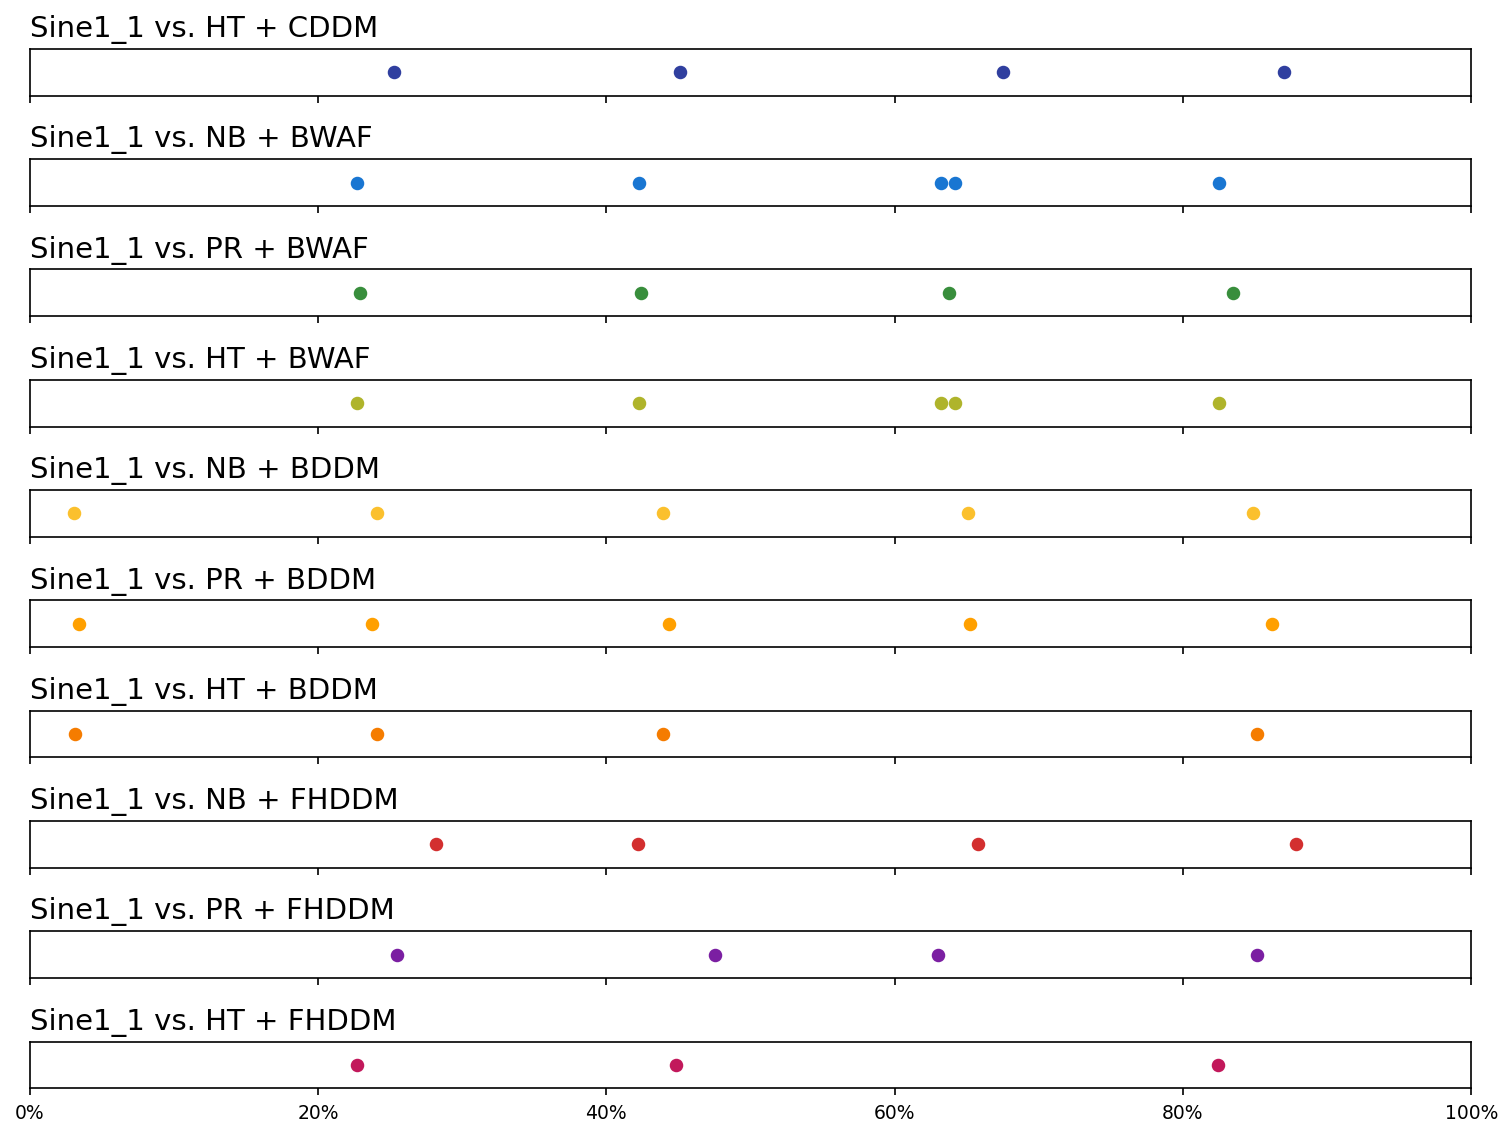 Sine1_1 vs. HT + CDDM
Sine1_1 vs. NB + BWAF
Sine1_1 vs. PR + BWAF
Sine1_1 vs. HT + BWAF
Sine1_1 vs. NB + BDDM
Sine1_1 vs. PR + BDDM
Sine1_1 vs. HT + BDDM
Sine1_1 vs. NB + FHDDM
Sine1_1 vs. PR + FHDDM
Sine1_1 vs. HT + FHDDM
0% 20% 40% 60% 80% 100%